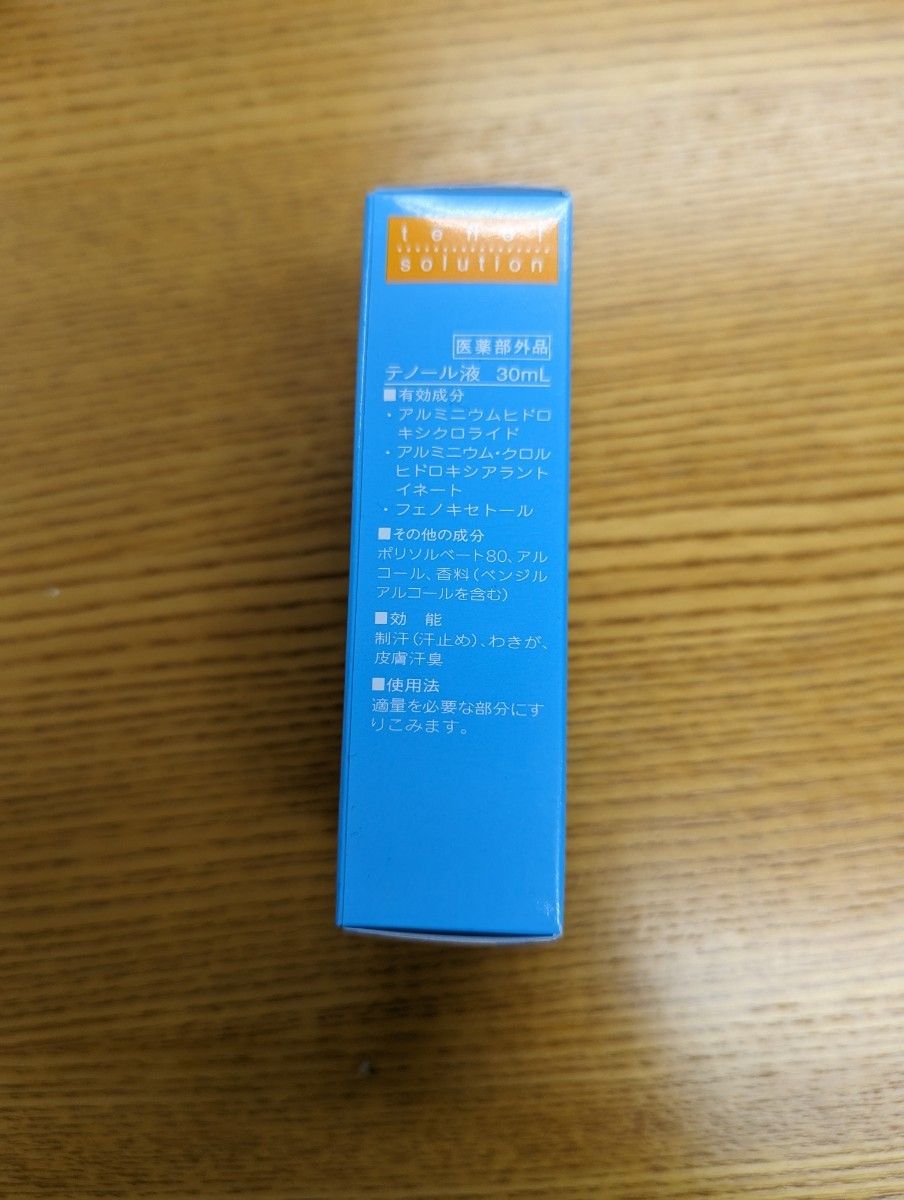 tenol
solution
医薬部外品
テノール液 30mL
■有効成分
・アルミニウムヒドロ
キシクロライド
・アルミニウム・クロル
ヒドロキシアラント
イネート
・フェノキセトール
■その他の成分
ポリソルベート80、アル
コール、香料(ベンジル
アルコールを含む)
■効 能
制汗(汗止め)、わきが、
皮膚汗臭
■使用法
適量を必要な部分にす
りこみます。